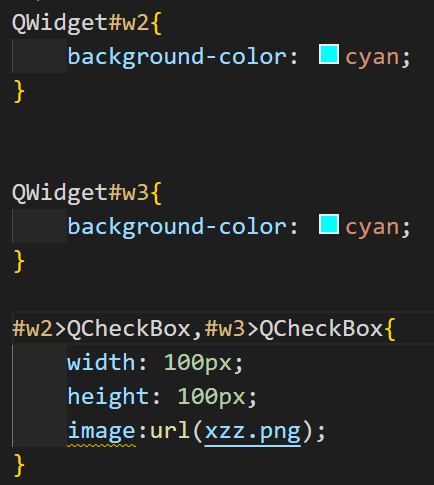 QWidget#w2{
    background-color: cyan;
}
QWidget#w3{
    background-color: cyan;
}
#w2>QCheckBox,#w3>QCheckBox{
    width: 100px;
    height: 100px;
    image:url(xzz.png);
}